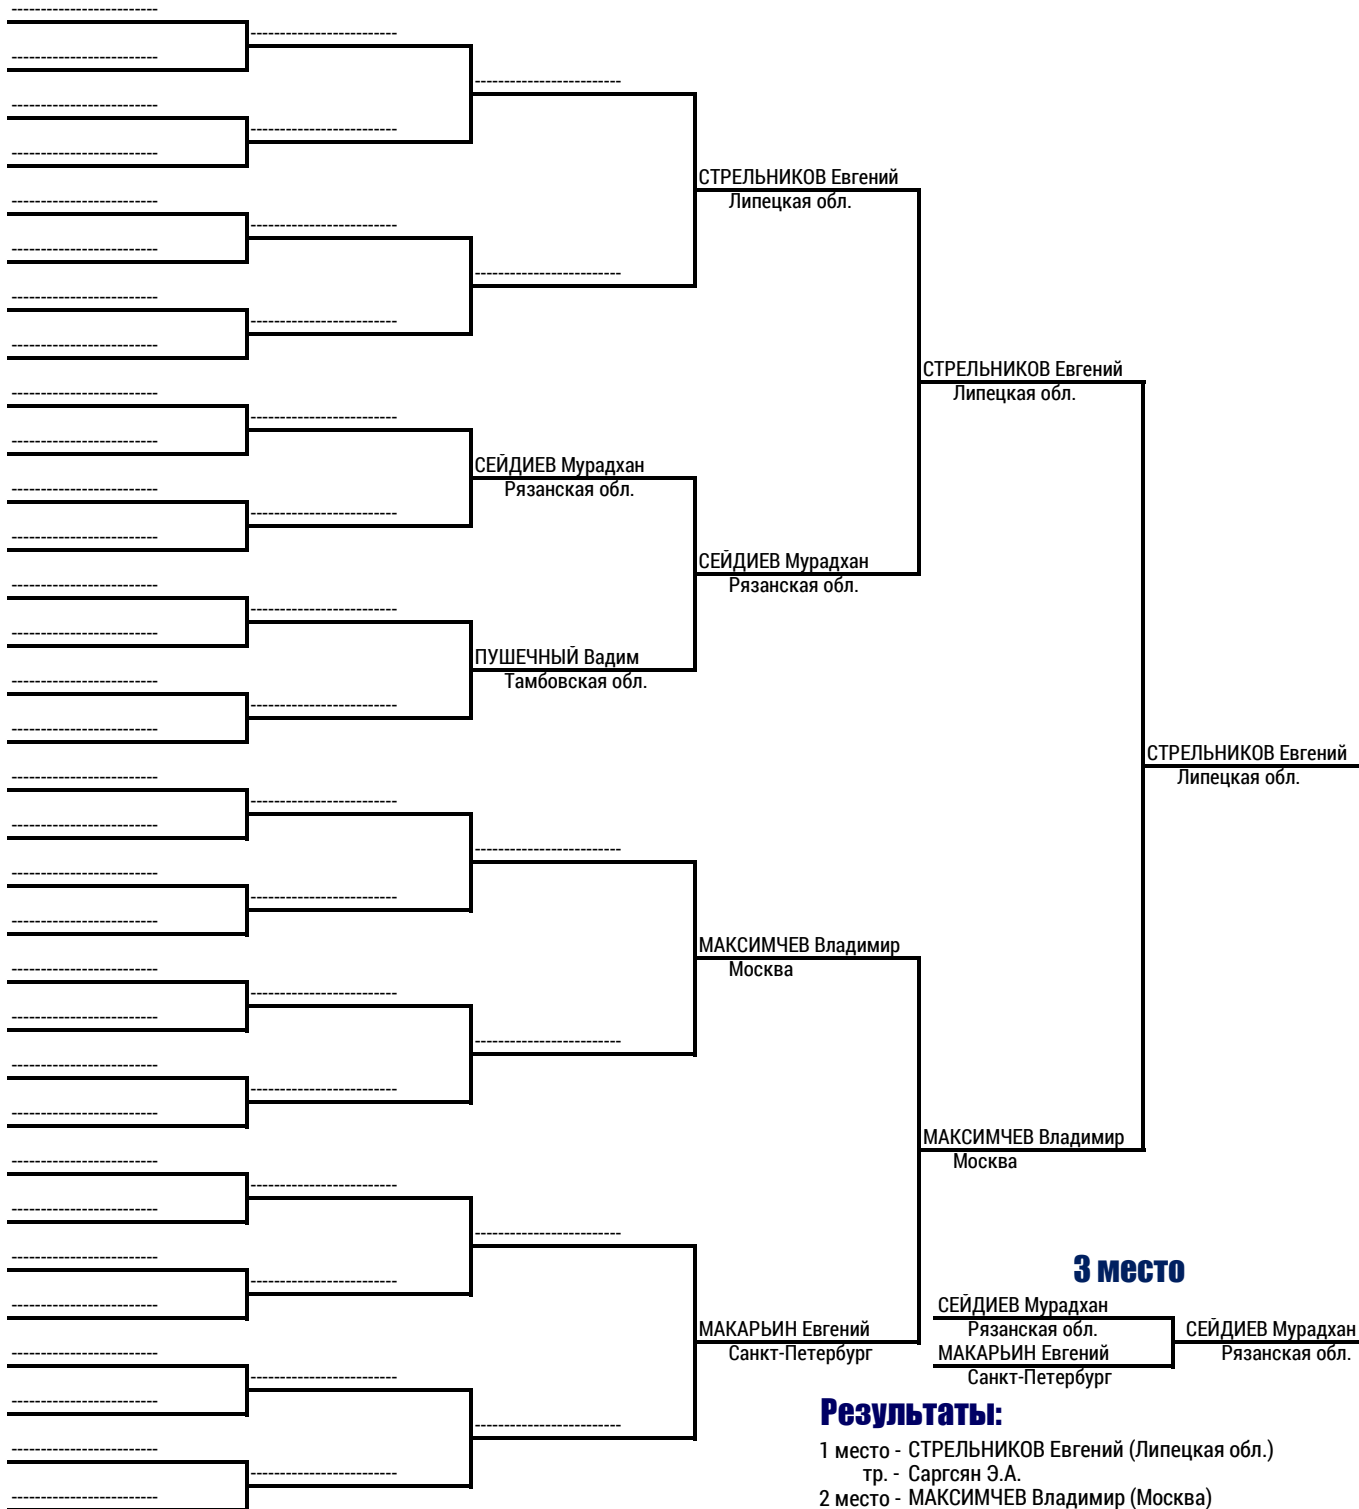 СТРЕЛЬНИКОВ Евгений
Липецкая обл.
СТРЕЛЬНИКОВ Евгений
Липецкая обл.
СЕЙДИЕВ Мурадхан
Рязанская обл.
СЕЙДИЕВ Мурадхан
Рязанская обл.
ПУШЕЧНЫЙ Вадим
Тамбовская обл.
СТРЕЛЬНИКОВ Евгений
Липецкая обл.
МАКСИМЧЕВ Владимир
Москва
МАКСИМЧЕВ Владимир
Москва
3 место
СЕЙДИЕВ Мурадхан
Рязанская обл.
МАКАРЬИН Евгений
Санкт-Петербург
СЕЙДИЕВ Мурадхан
Рязанская обл.
МАКАРЬИН Евгений
Санкт-Петербург
Результаты:
1 место - СТРЕЛЬНИКОВ Евгений (Липецкая обл.)
тр. - Саргсян Э.А.
2 место - МАКСИМЧЕВ Владимир (Москва)